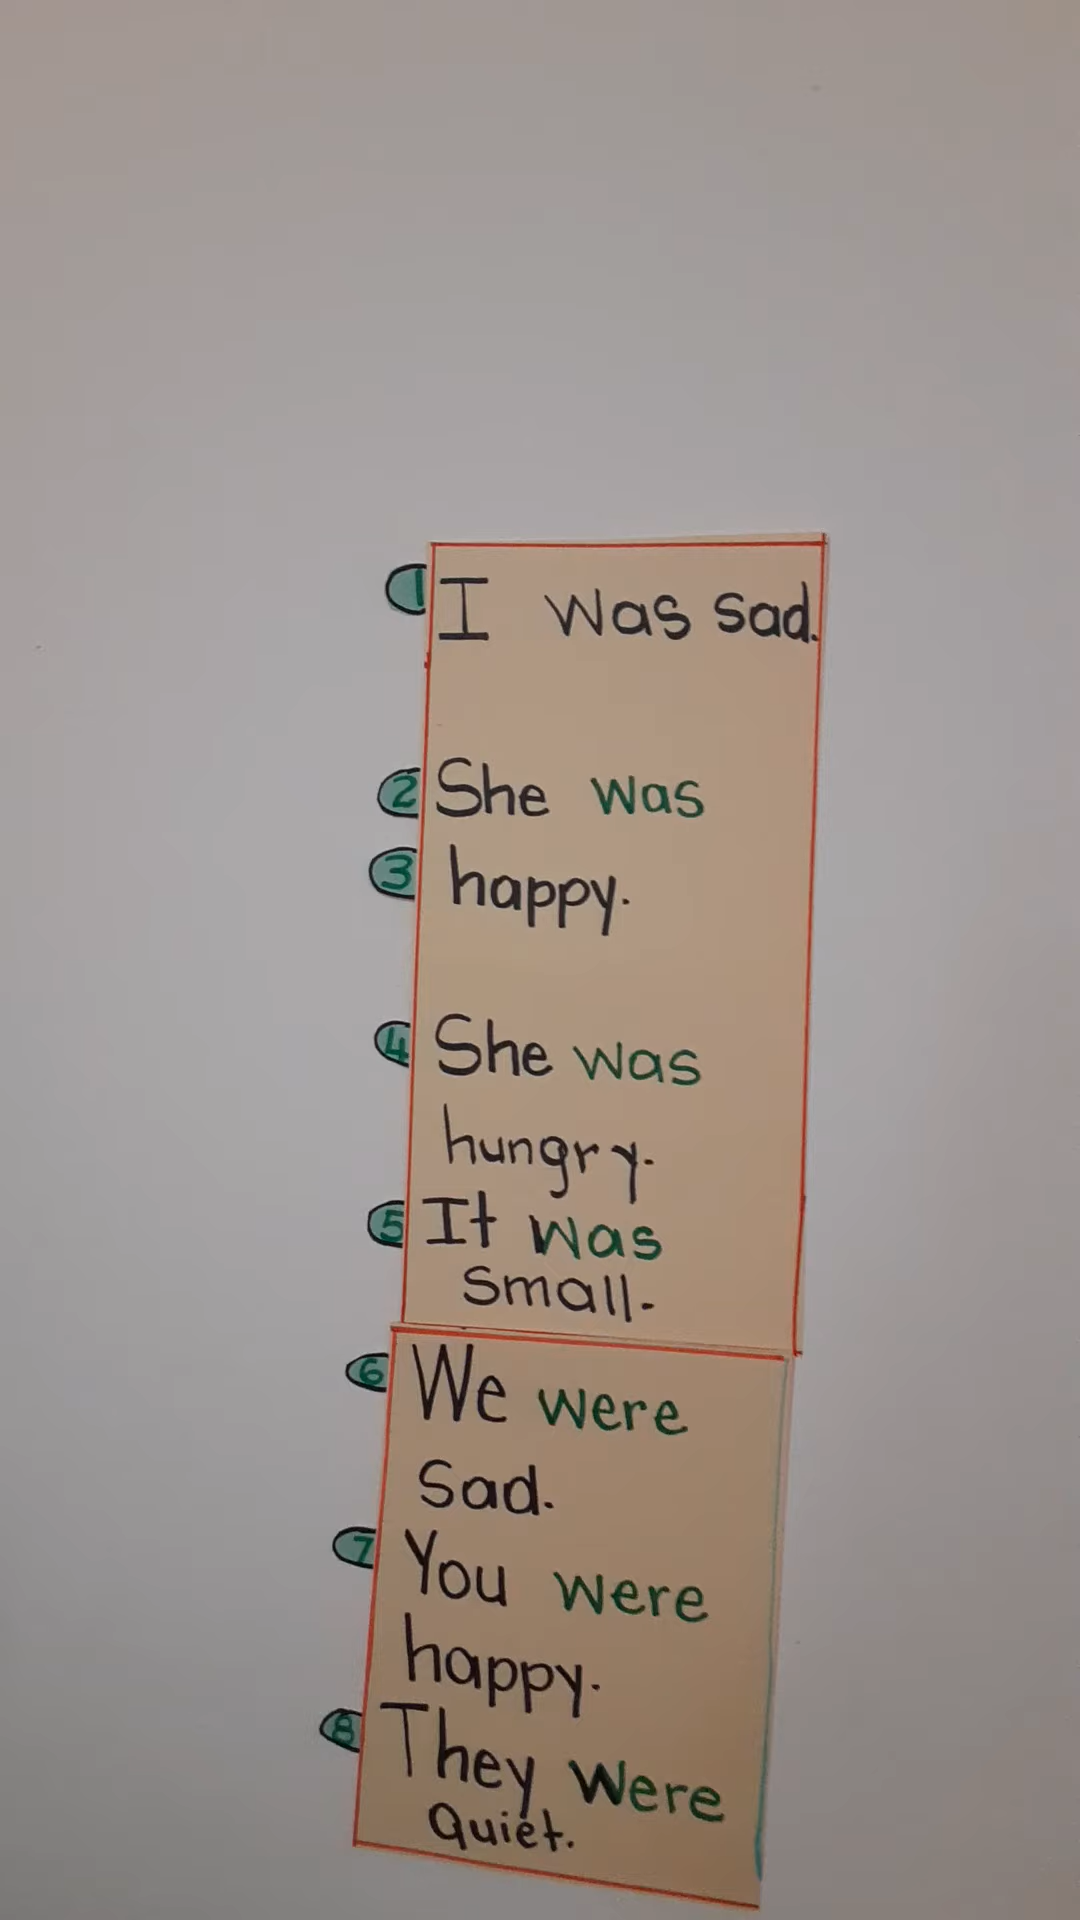 1 I was sad.
2 She was
3 happy.
4 She was
hungry.
5 It was
small.
6 We were
Sad.
7 You were
happy.
8 They were
Quiet.